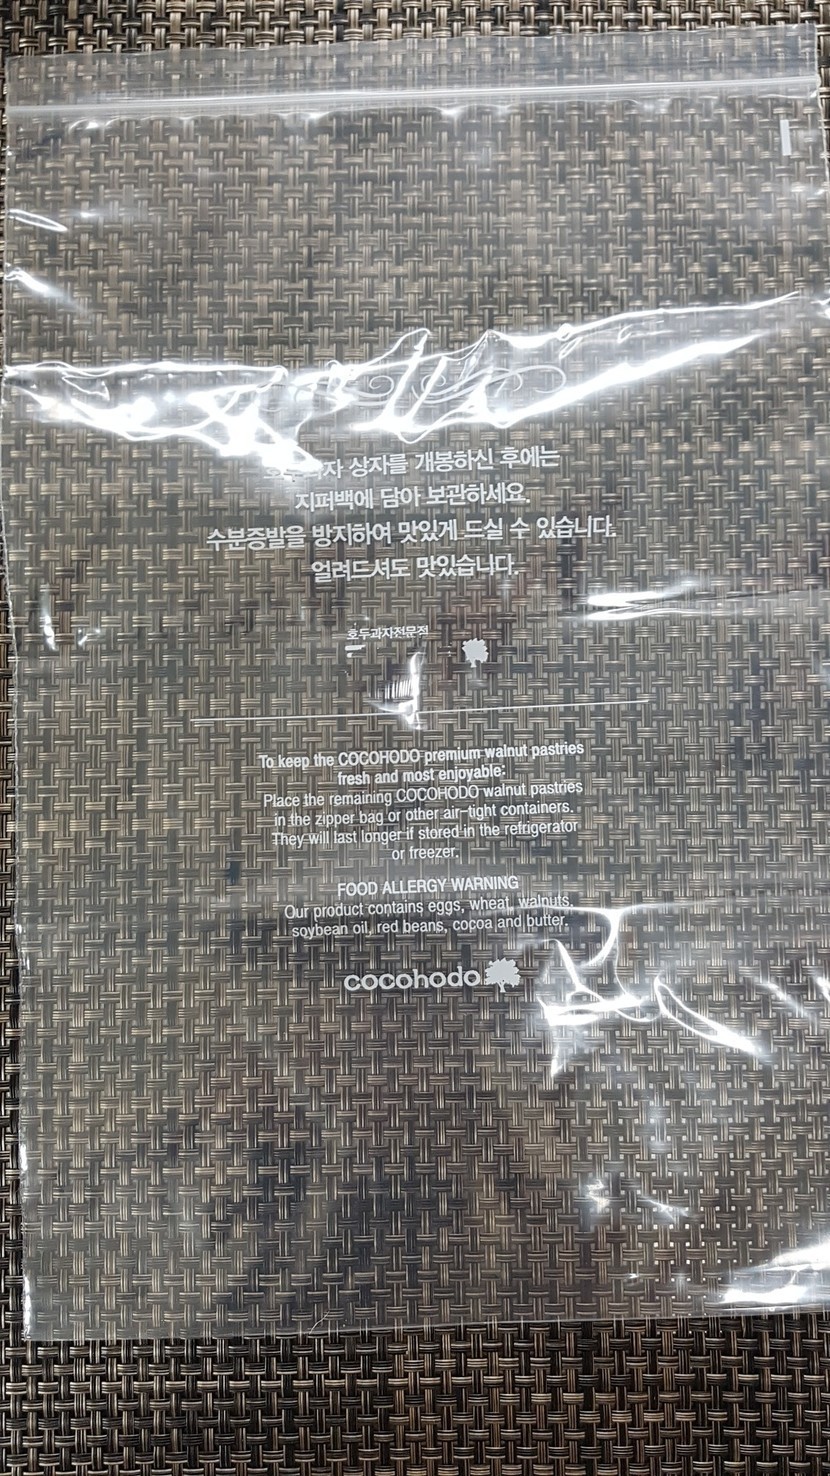 상자를 개봉하신 후에는
지퍼백에 담아 보관하세요.
수분증발을 방지하여 맛있게 드실 수 있습니다.
얼려드셔도 맛있습니다.
호두과자전문점
To keep the COCOHODO premium walnut pastries
fresh and most enjoyable:
Place the remaining COCOHODO walnut pastries
in the zipper bag or other air-tight containers.
They will last longer if stored in the refrigerator
or freezer.
FOOD ALLERGY WARNING
Our product contains eggs, wheat, walnuts,
soybean oil, red beans, cocoa and butter.
cocohodo